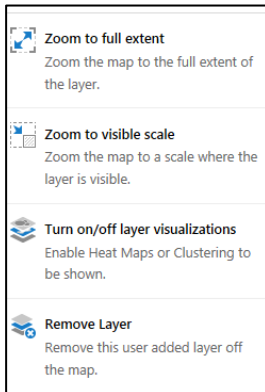 Zoom to full extent
Zoom the map to the full extent of
the layer.
Zoom to visible scale
Zoom the map to a scale where the
layer is visible.
Turn on/off layer visualizations
Enable Heat Maps or Clustering to
be shown.
Remove Layer
Remove this user added layer off
the map.